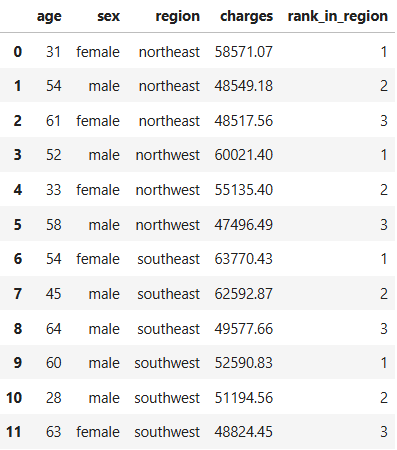 age sex region charges rank_in_region
0 31 female northeast 58571.07 1
1 54 male northeast 48549.18 2
2 61 female northeast 48517.56 3
3 52 male northwest 60021.40 1
4 33 female northwest 55135.40 2
5 58 male northwest 47496.49 3
6 54 female southeast 63770.43 1
7 45 male southeast 62592.87 2
8 64 male southeast 49577.66 3
9 60 male southwest 52590.83 1
10 28 male southwest 51194.56 2
11 63 female southwest 48824.45 3